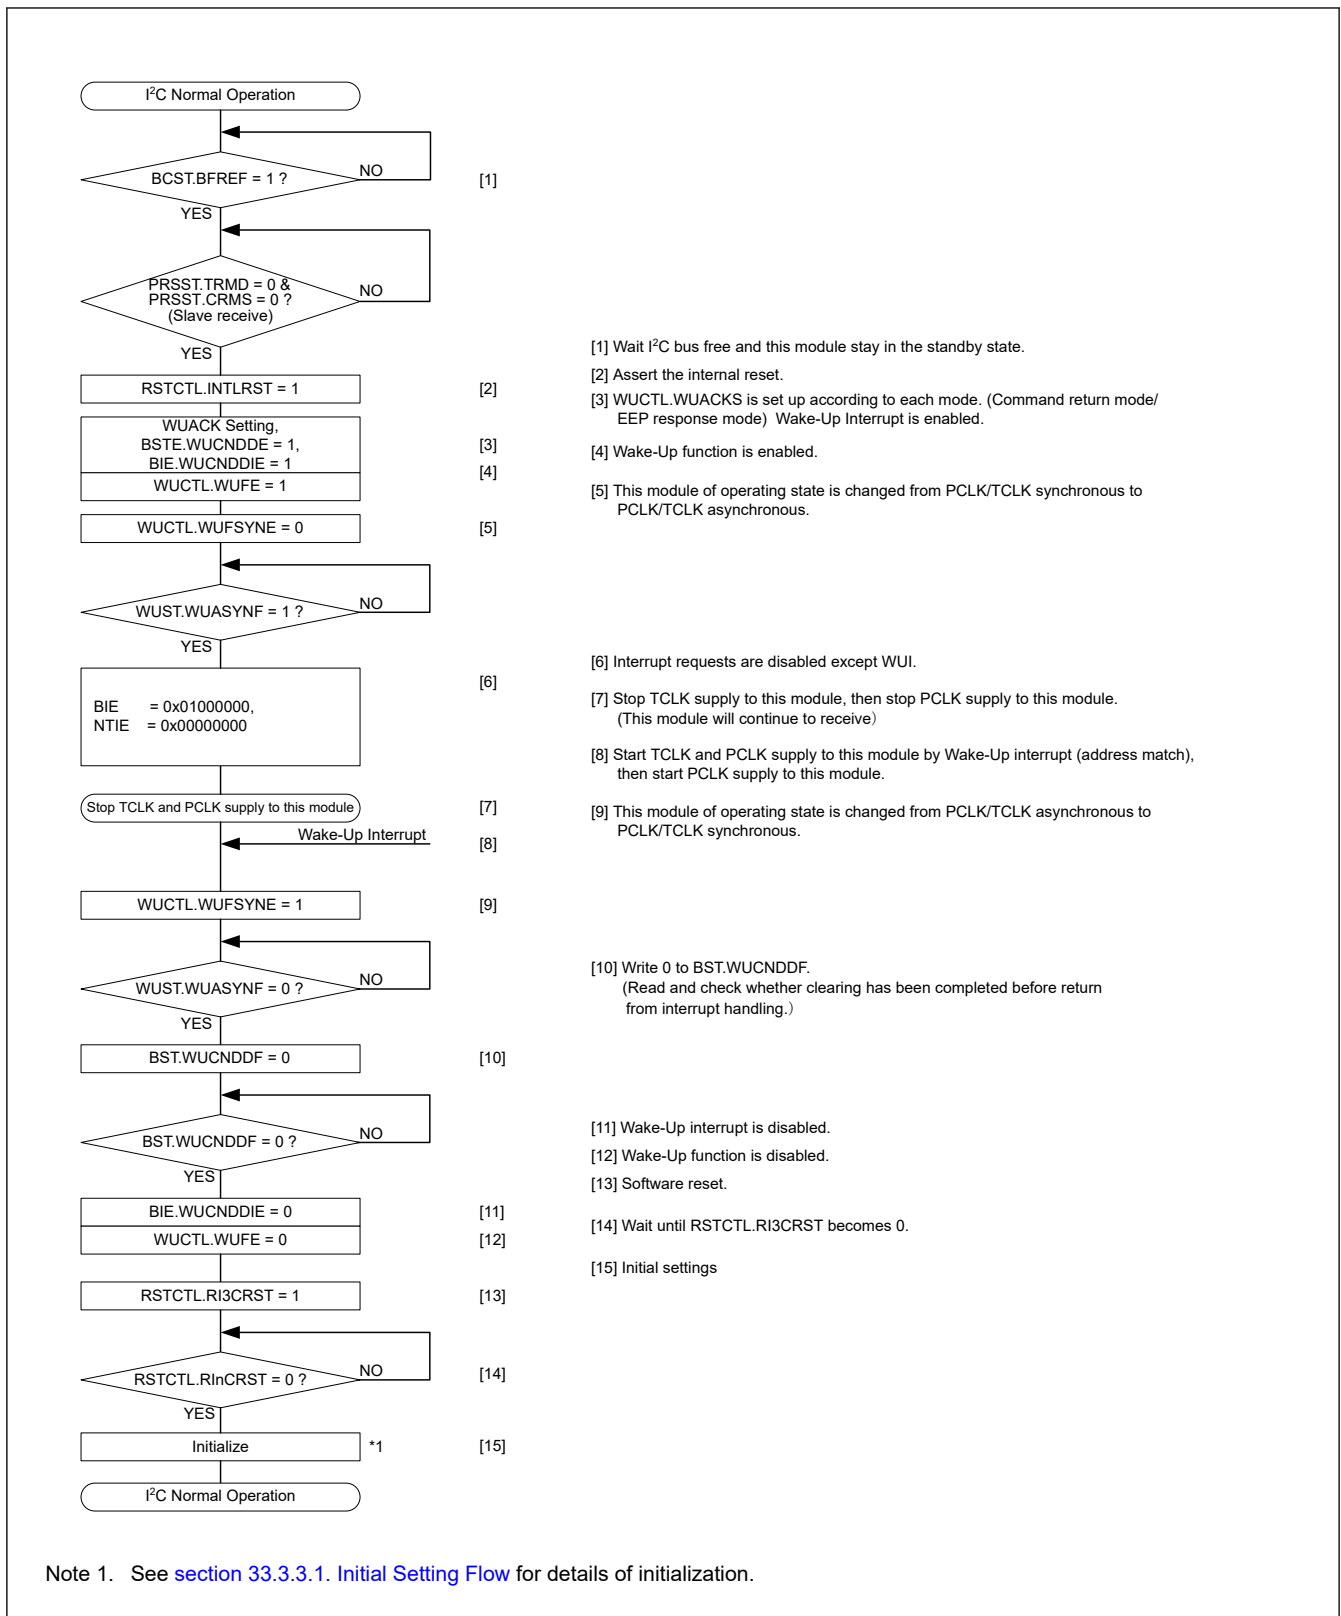 I²C Normal Operation
BCST.BFREF = 1 ?
NO
[1]
YES
PRSST.TRMD = 0 &
PRSST.CRMS = 0 ?
(Slave receive)
NO
YES
RSTCTL.INTLRST = 1
[2]
WUACK Setting,
BSTE.WUCNDDE = 1,
BIE.WUCNDDIE = 1
[3]
[4]
WUCTL.WUFE = 1
WUCTL.WUFSYNE = 0
[5]
WUST.WUASYNF = 1 ?
NO
YES
[6]
BIE = 0x01000000,
NTIE = 0x00000000
Stop TCLK and PCLK supply to this module
[7]
Wake-Up Interrupt
[8]
WUCTL.WUFSYNE = 1
[9]
WUST.WUASYNF = 0 ?
NO
YES
BST.WUCNDDF = 0
[10]
BST.WUCNDDF = 0 ?
NO
YES
BIE.WUCNDDIE = 0
[11]
WUCTL.WUFE = 0
[12]
RSTCTL.RI3CRST = 1
[13]
RSTCTL.RInCRST = 0 ?
NO
[14]
YES
Initialize
*1
[15]
I²C Normal Operation
[1] Wait I²C bus free and this module stay in the standby state.
[2] Assert the internal reset.
[3] WUCTL.WUACKS is set up according to each mode. (Command return mode/
EEP response mode) Wake-Up Interrupt is enabled.
[4] Wake-Up function is enabled.
[5] This module of operating state is changed from PCLK/TCLK synchronous to
PCLK/TCLK asynchronous.
[6] Interrupt requests are disabled except WUI.
[7] Stop TCLK supply to this module, then stop PCLK supply to this module.
(This module will continue to receive）
[8] Start TCLK and PCLK supply to this module by Wake-Up interrupt (address match),
then start PCLK supply to this module.
[9] This module of operating state is changed from PCLK/TCLK asynchronous to
PCLK/TCLK synchronous.
[10] Write 0 to BST.WUCNDDF.
(Read and check whether clearing has been completed before return
from interrupt handling.）
[11] Wake-Up interrupt is disabled.
[12] Wake-Up function is disabled.
[13] Software reset.
[14] Wait until RSTCTL.RI3CRST becomes 0.
[15] Initial settings
Note 1. See section 33.3.3.1. Initial Setting Flow for details of initialization.